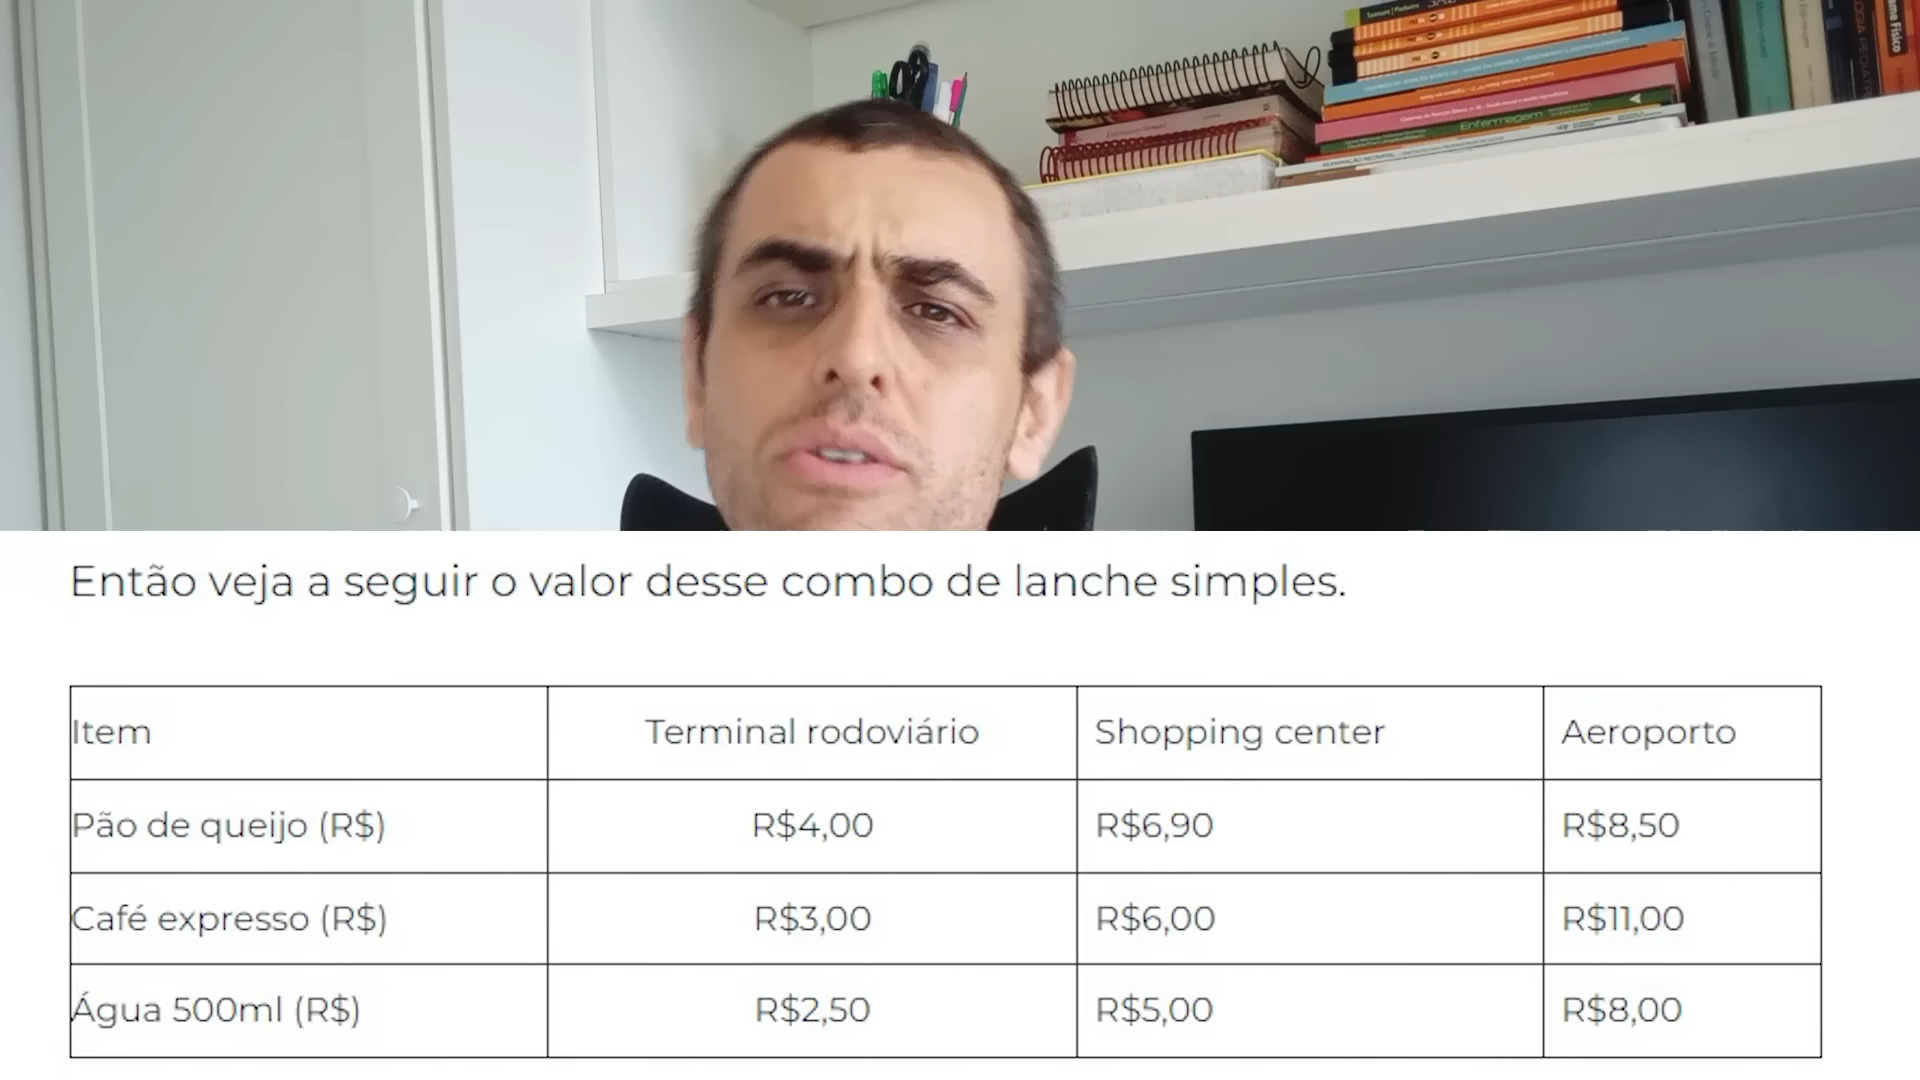 Enfermagem
ame Físico
Então veja a seguir o valor desse combo de lanche simples.
Item Terminal rodoviário Shopping center Aeroporto
Pão de queijo (R$) R$4,00 R$6,90 R$8,50
Café expresso (R$) R$3,00 R$6,00 R$11,00
Água 500ml (R$) R$2,50 R$5,00 R$8,00